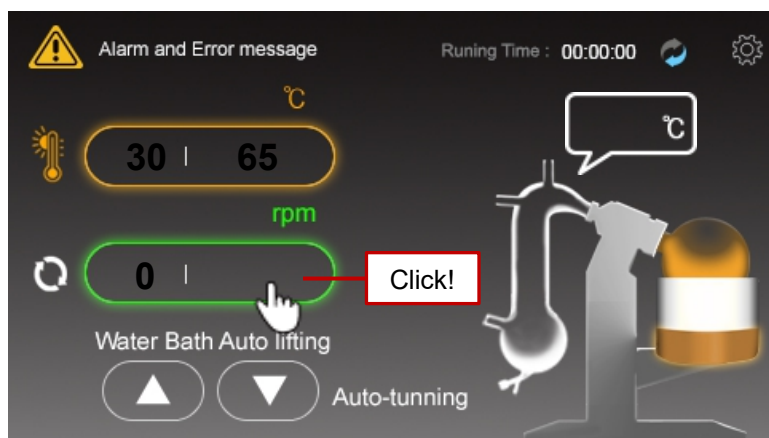 Alarm and Error message
Runing Time : 00:00:00
℃
℃
30 | 65
rpm
0 |
Click!
Water Bath Auto lifting
Auto-tunning